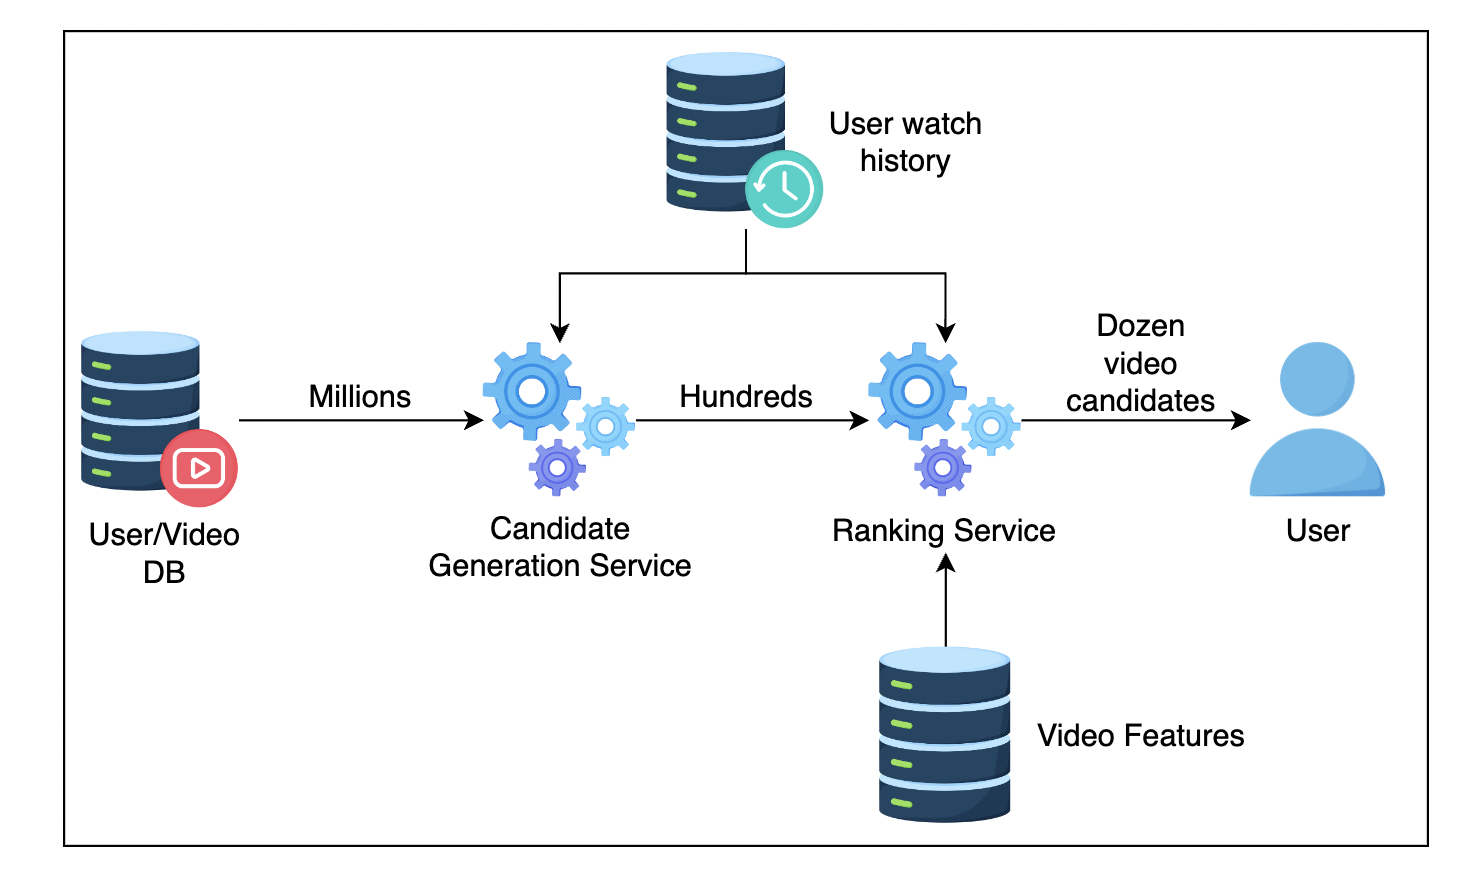 User watch
history
Dozen
video
candidates
Millions
Hundreds
User/Video
DB
Candidate
Generation Service
Ranking Service
User
Video Features